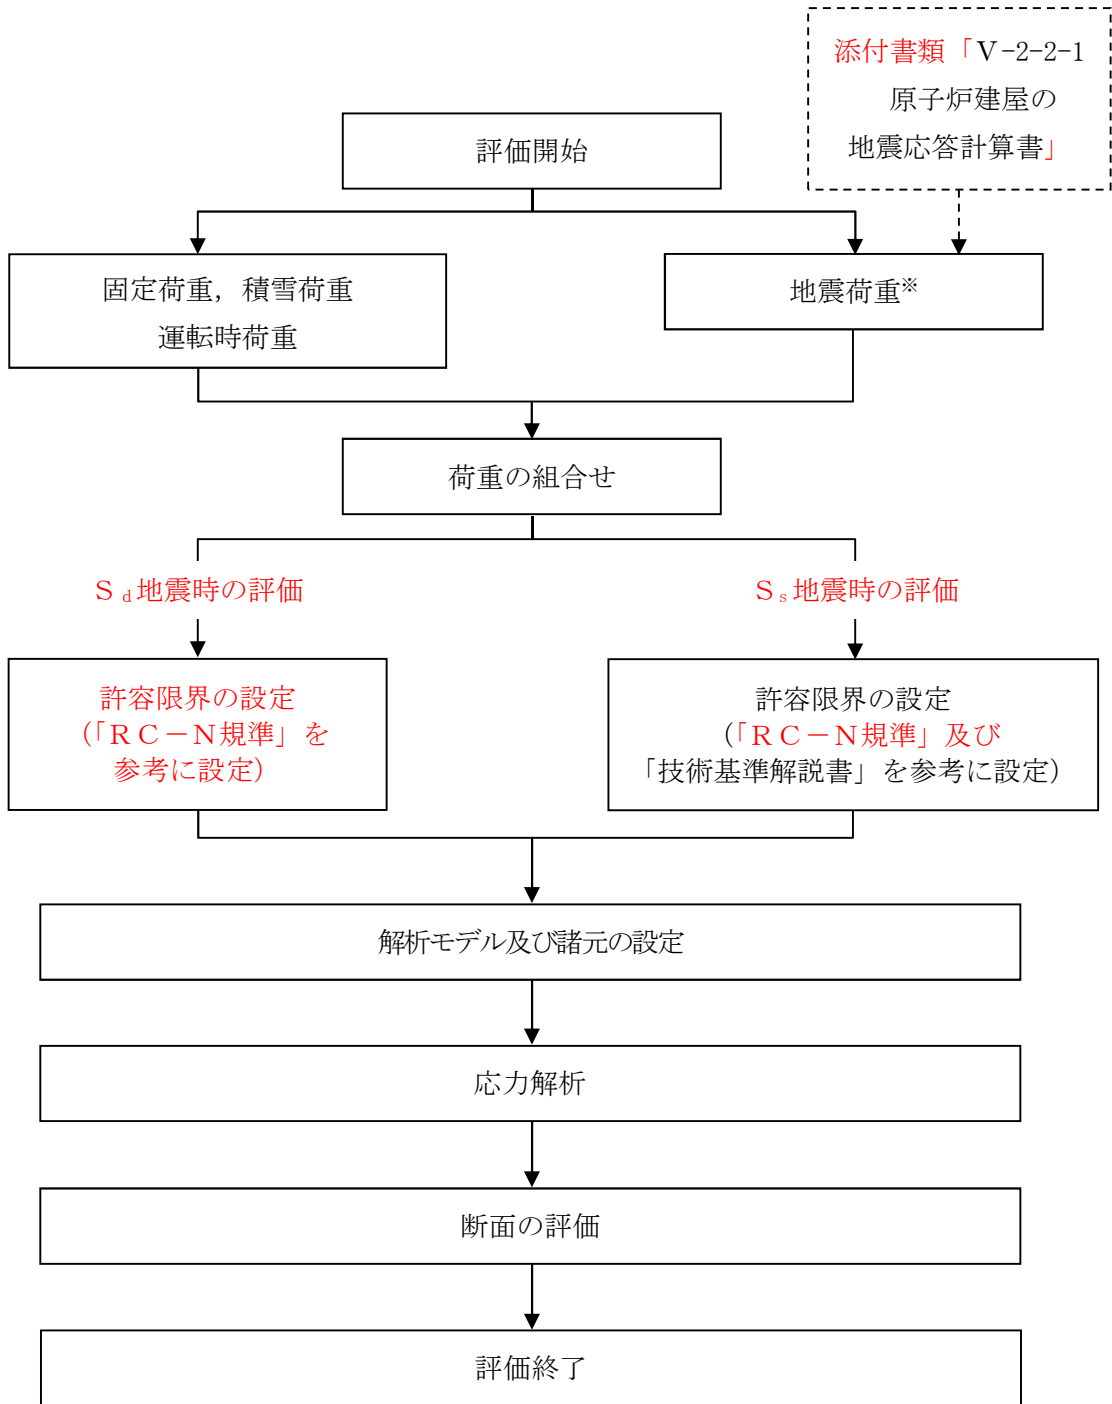 添付書類「Ⅴ-2-2-1
原子炉建屋の
地震応答計算書」
評価開始
固定荷重，積雪荷重
運転時荷重
地震荷重※
荷重の組合せ
Ｓｄ地震時の評価
Ｓｓ地震時の評価
許容限界の設定
（「ＲＣ－Ｎ規準」を
参考に設定）
許容限界の設定
（「ＲＣ－Ｎ規準」及び
「技術基準解説書」を参考に設定）
解析モデル及び諸元の設定
応力解析
断面の評価
評価終了